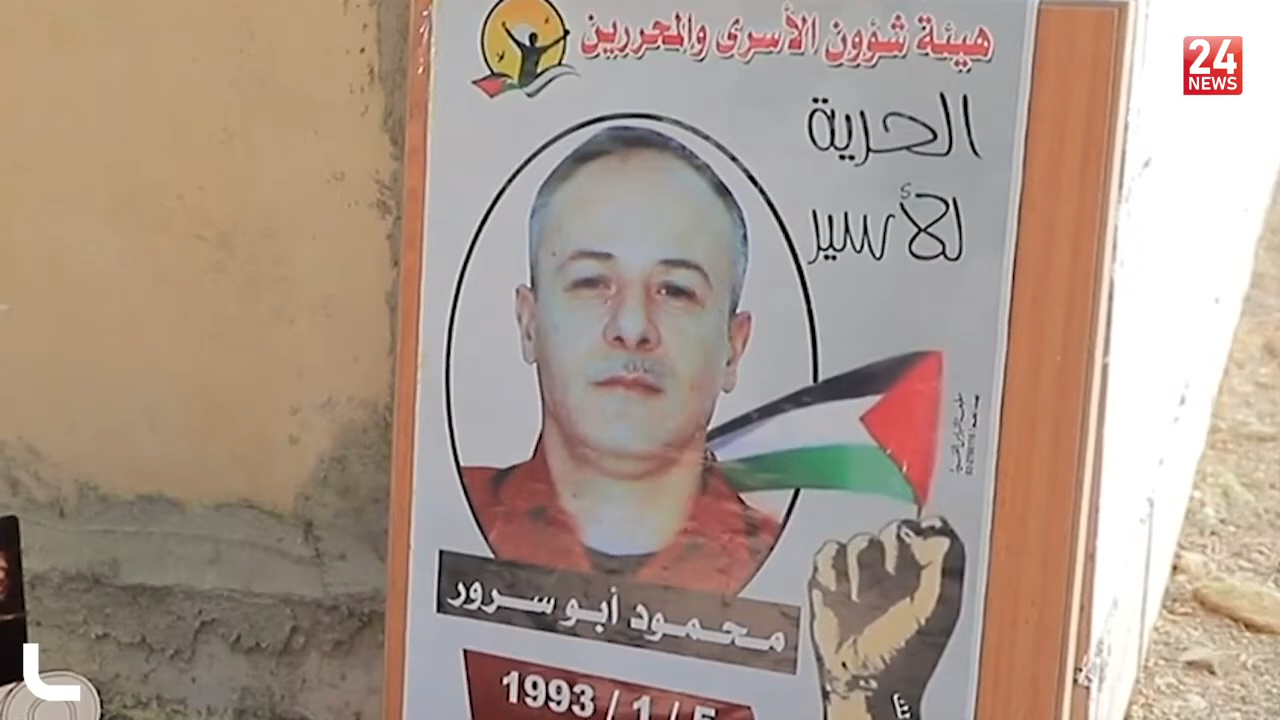 هيئة شؤون الأسرى والمحررين
24
NEWS
الحرية
للأسير
محمود أبو سرور
1993 / 1 / 5